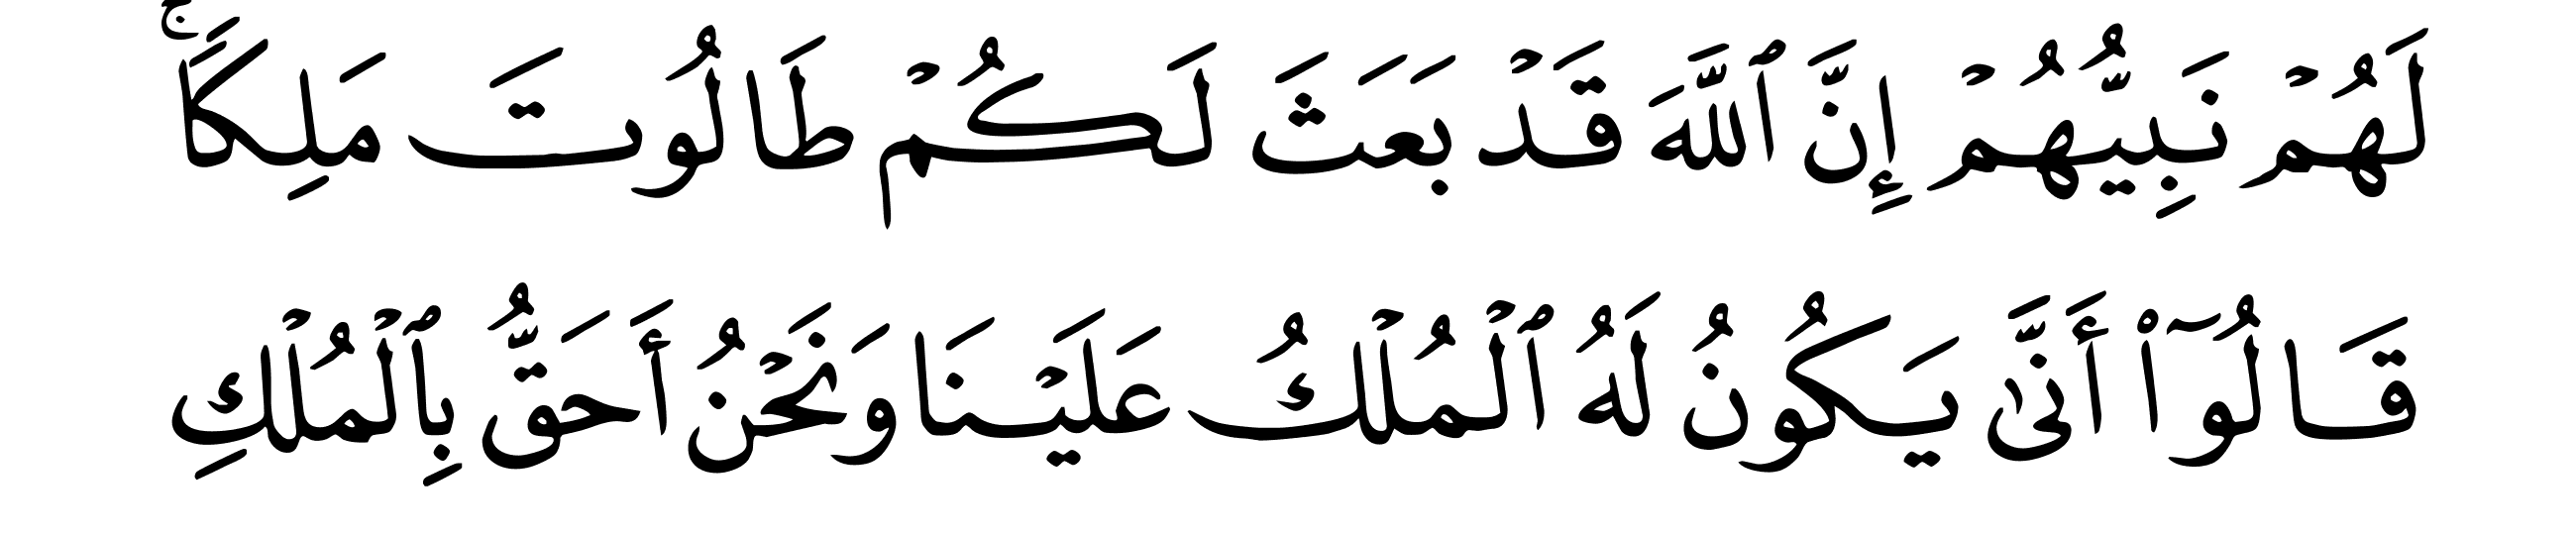 لَهُمۡ نَبِيُّهُمۡ إِنَّ ٱللَّهَ قَدۡ بَعَثَ لَكُمۡ طَالُوتَ مَلِكٗاۚ
قَالُوٓاْ أَنَّىٰ يَكُونُ لَهُ ٱلۡمُلۡكُ عَلَيۡنَا وَنَحۡنُ أَحَقُّ بِٱلۡمُلۡكِ